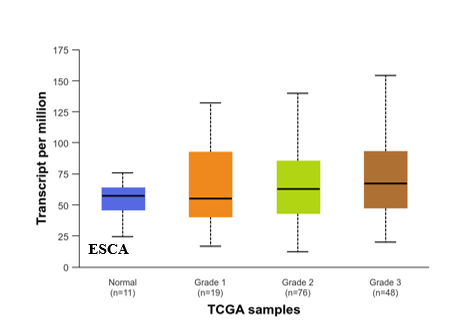 Transcript per million
175
150
125
100
75
50
25
0
ESCA
Normal
(n=11)
Grade 1
(n=19)
Grade 2
(n=76)
Grade 3
(n=48)
TCGA samples